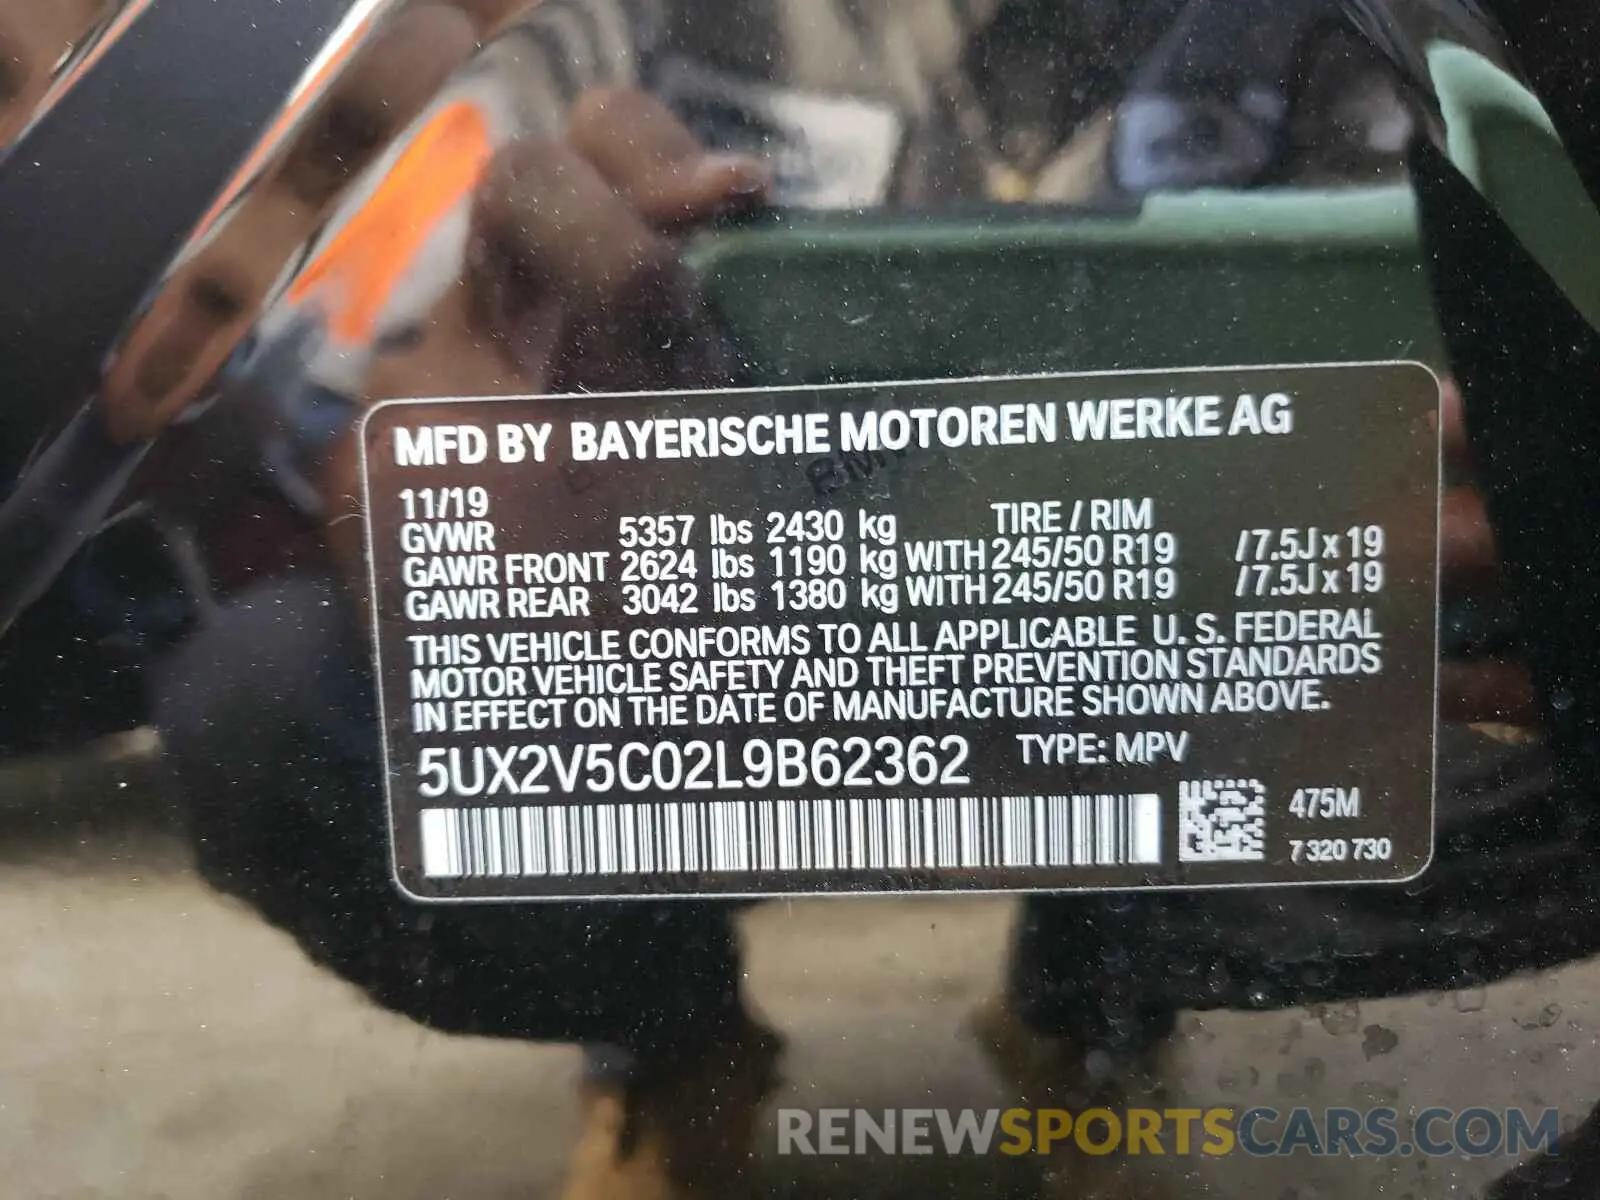 MFD BY BAYERISCHE MOTOREN WERKE AG
11/19
GVWR 5357 lbs 2430 kg TIRE / RIM
GAWR FRONT 2624 lbs 1190 kg WITH 245/50 R19 /7.5J x 19
GAWR REAR 3042 lbs 1380 kg WITH 245/50 R19 /7.5J x 19
THIS VEHICLE CONFORMS TO ALL APPLICABLE U. S. FEDERAL
MOTOR VEHICLE SAFETY AND THEFT PREVENTION STANDARDS
IN EFFECT ON THE DATE OF MANUFACTURE SHOWN ABOVE.
5UX2V5C02L9B62362 TYPE: MPV
475M
7 320 730
RENEWSPORTSCARS.COM